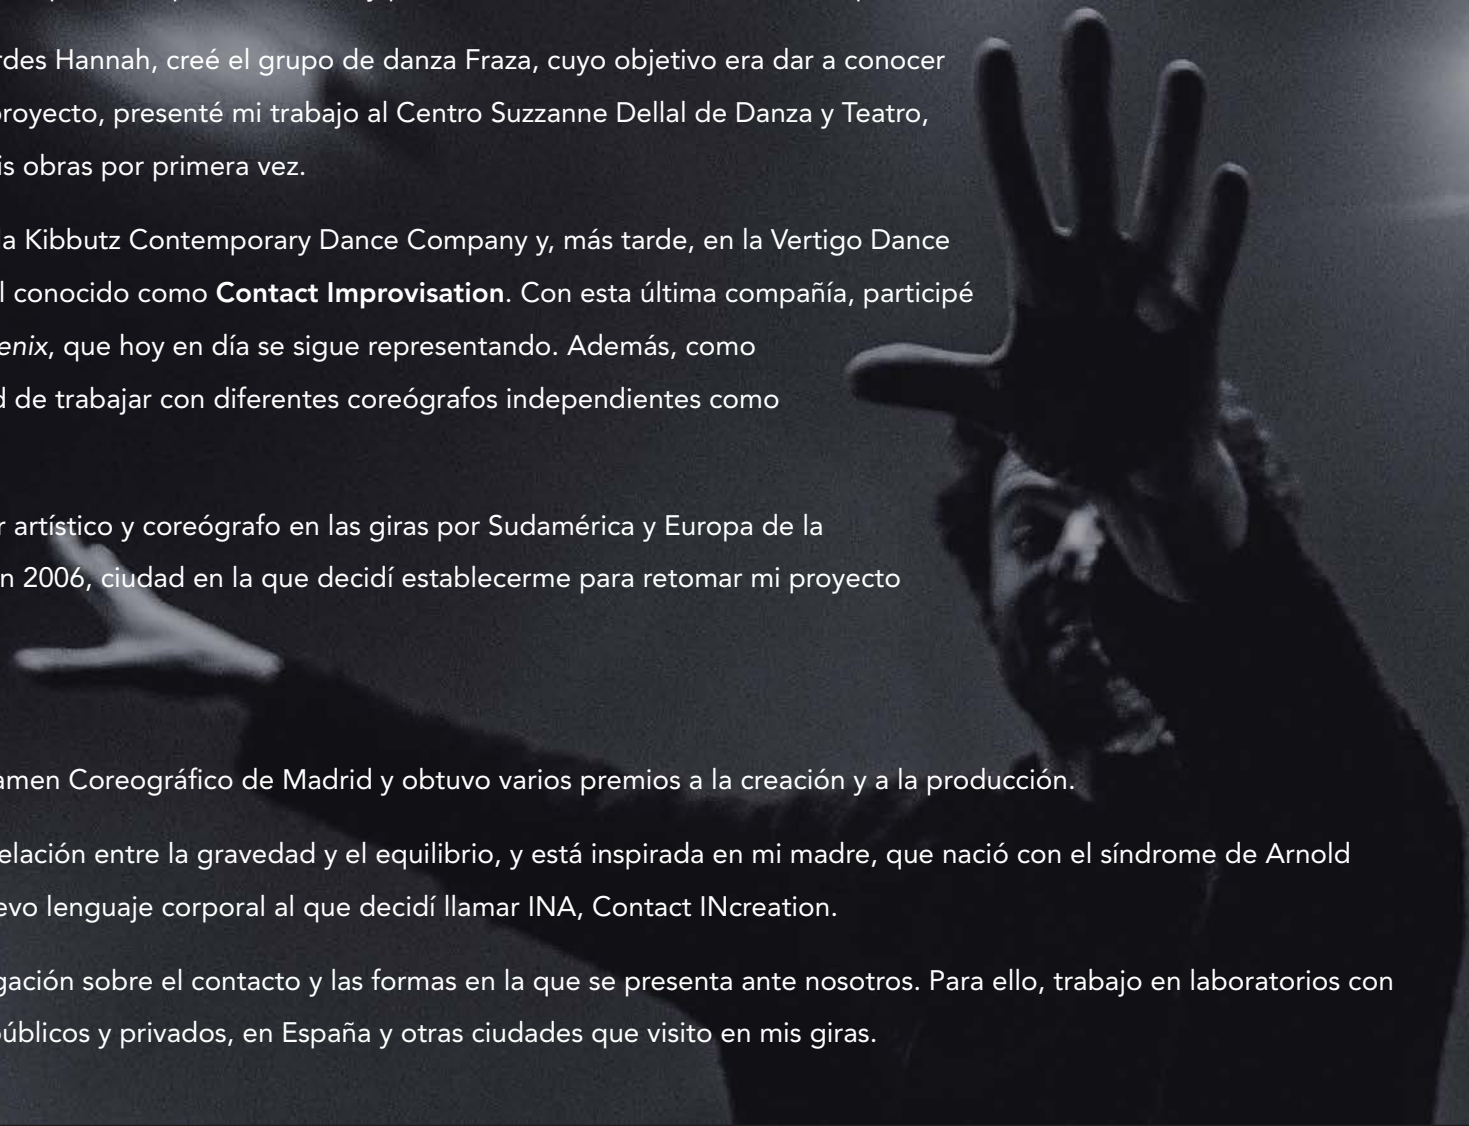 rdes Hannah, creé el grupo de danza Fraza, cuyo objetivo era dar a conocer
proyecto, presenté mi trabajo al Centro Suzzanne Dellal de Danza y Teatro,
is obras por primera vez.
la Kibbutz Contemporary Dance Company y, más tarde, en la Vertigo Dance
l conocido como Contact Improvisation. Con esta última compañía, participé
enix, que hoy en día se sigue representando. Además, como
d de trabajar con diferentes coreógrafos independientes como
r artístico y coreógrafo en las giras por Sudamérica y Europa de la
n 2006, ciudad en la que decidí establecerme para retomar mi proyecto
amen Coreográfico de Madrid y obtuvo varios premios a la creación y a la producción.
elación entre la gravedad y el equilibrio, y está inspirada en mi madre, que nació con el síndrome de Arnold
evo lenguaje corporal al que decidí llamar INA, Contact INcreation.
gación sobre el contacto y las formas en la que se presenta ante nosotros. Para ello, trabajo en laboratorios con
públicos y privados, en España y otras ciudades que visito en mis giras.